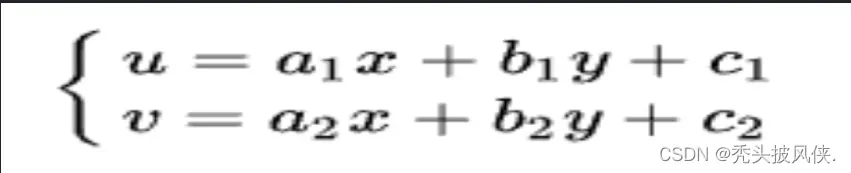 u = a₁x + b₁y + c₁
v = a₂x + b₂y + c₂
CSDN @秃头披风侠.